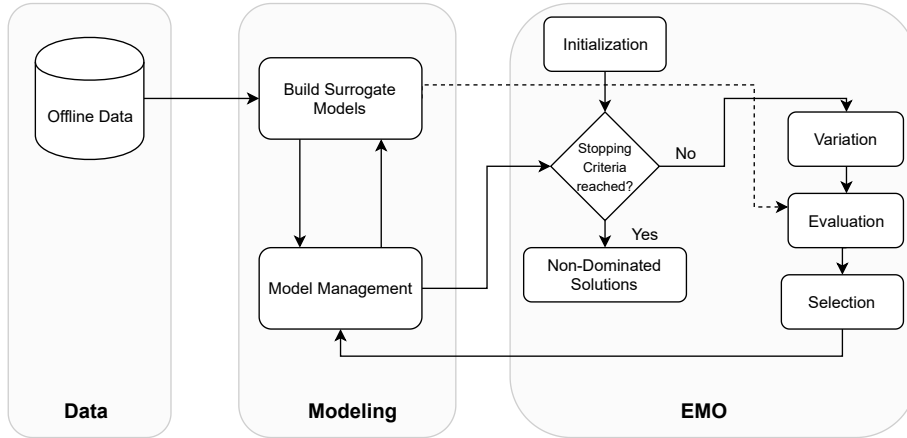 Offline Data
Build Surrogate
Models
Model Management
Initialization
Stopping
Criteria
reached?
No
Yes
Non-Dominated
Solutions
Variation
Evaluation
Selection
Data
Modeling
EMO